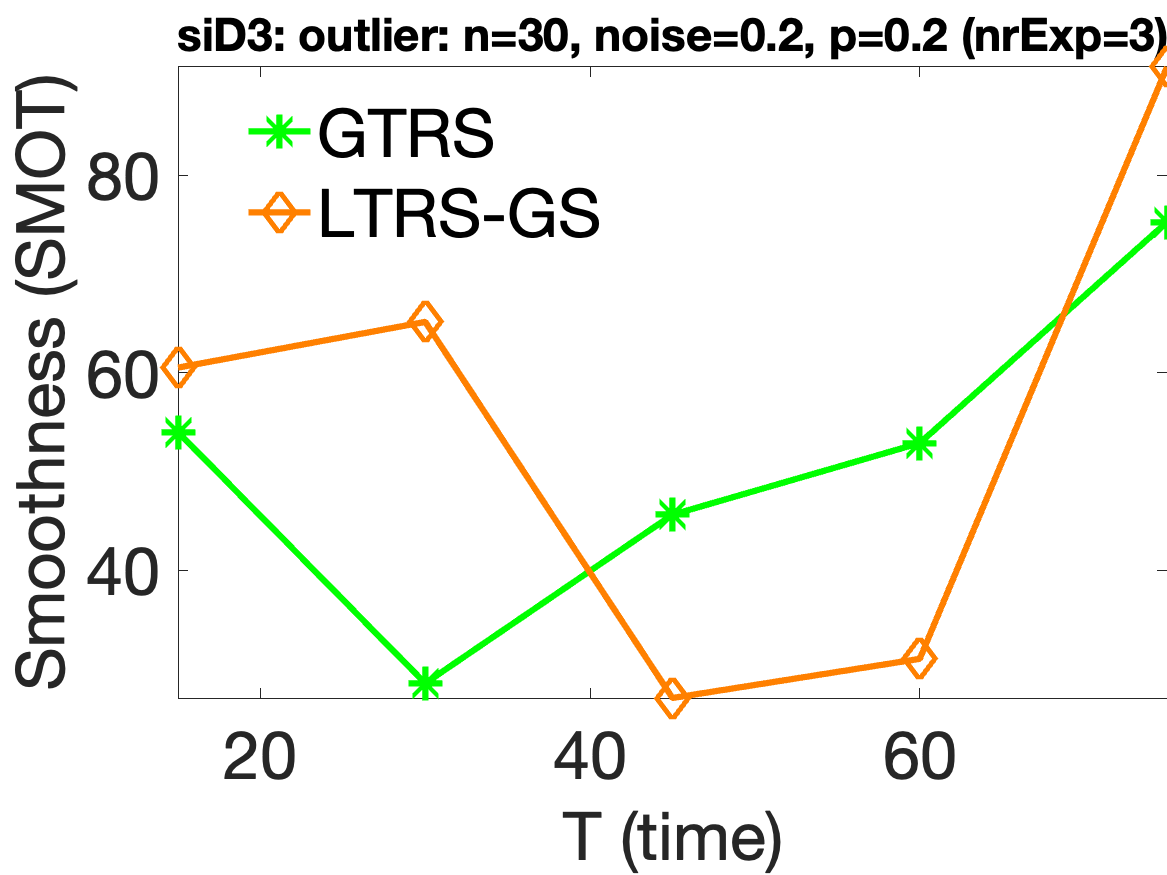 siD3: outlier: n=30, noise=0.2, p=0.2 (nrExp=3)
GTRS
LTRS-GS
Smoothness (SMOT)
80
60
40
20 40 60
T (time)